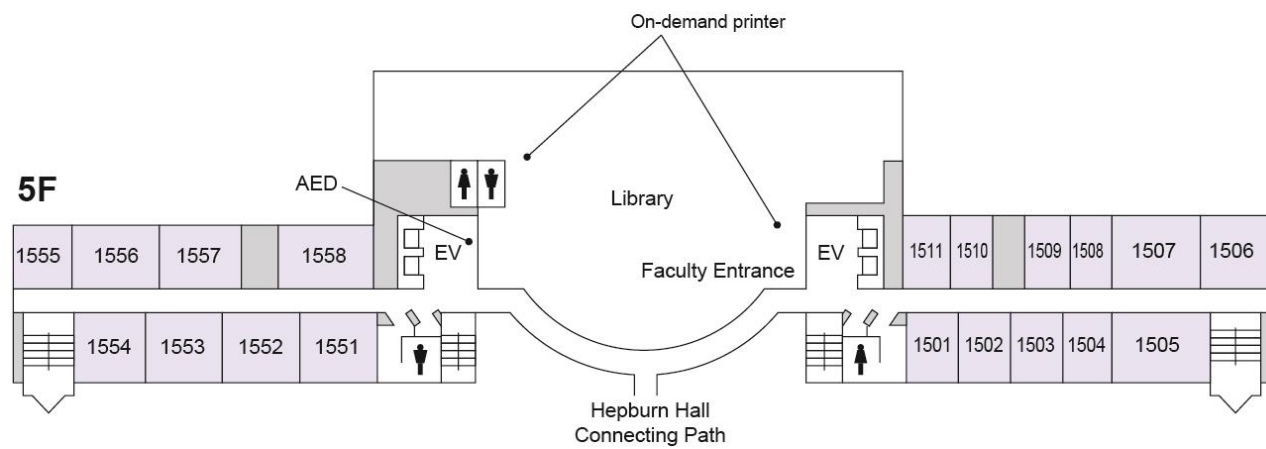 On-demand printer
5F
AED
Library
1555
1556
1557
1558
EV
Faculty Entrance
EV
1511
1510
1509
1508
1507
1506
1554
1553
1552
1551
1501
1502
1503
1504
1505
Hepburn Hall
Connecting Path